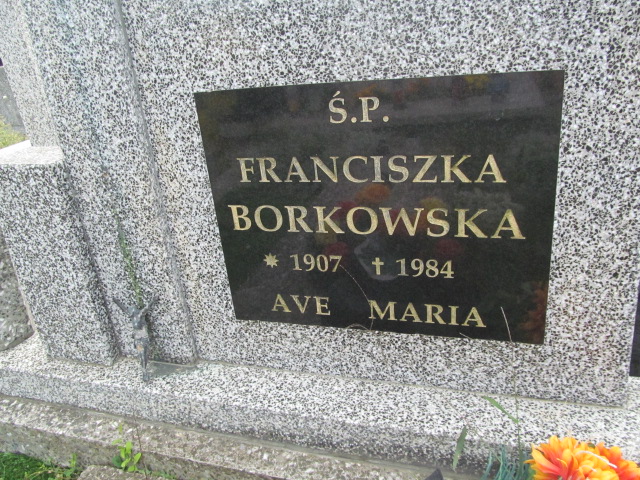 Ś.P.
FRANCISZKA
BORKOWSKA
* 1907 † 1984
AVE MARIA